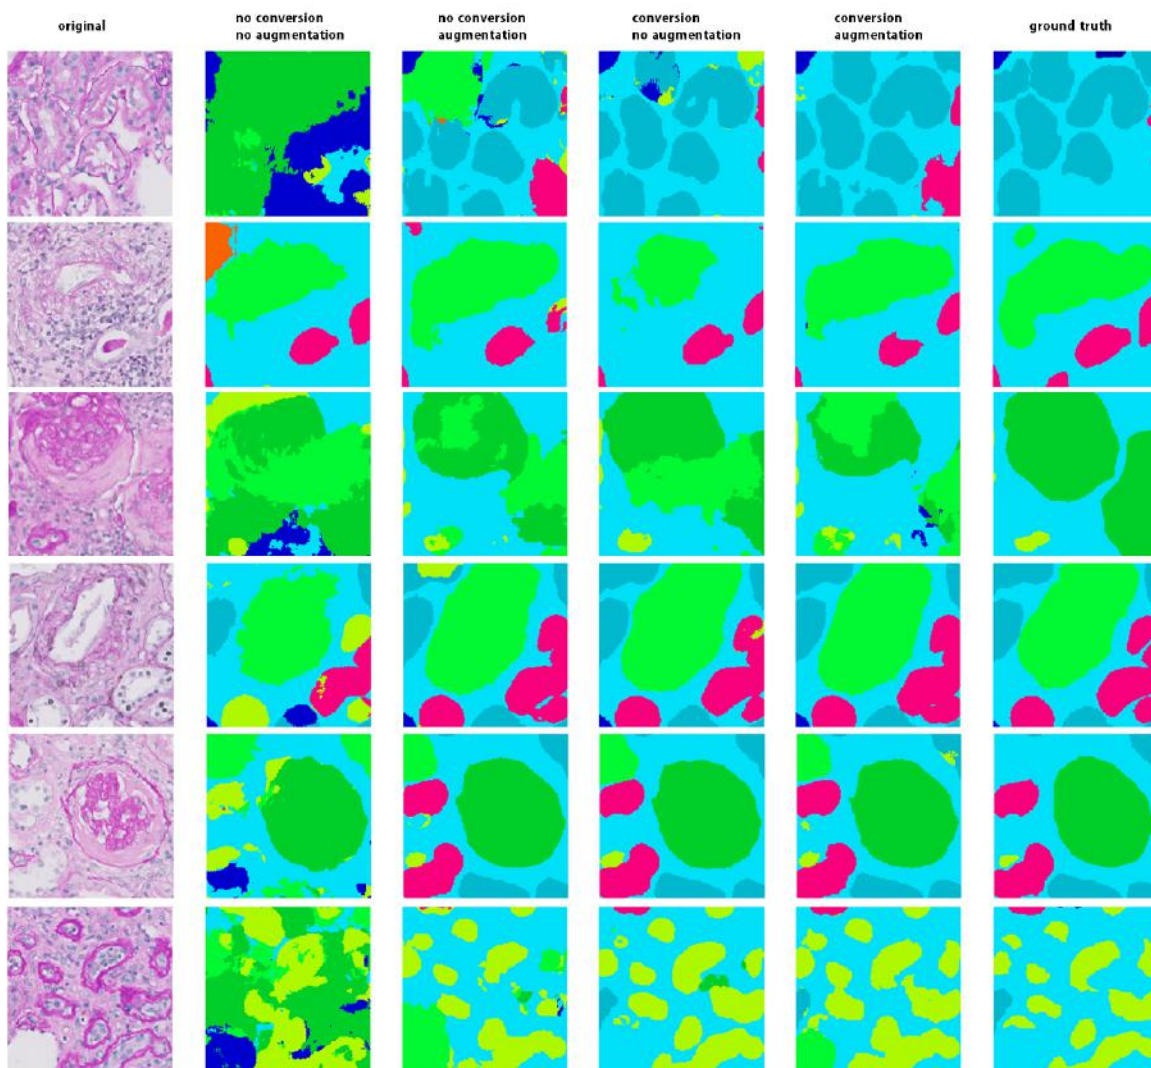 original
no conversion
no augmentation
no conversion
augmentation
conversion
no augmentation
conversion
augmentation
ground truth